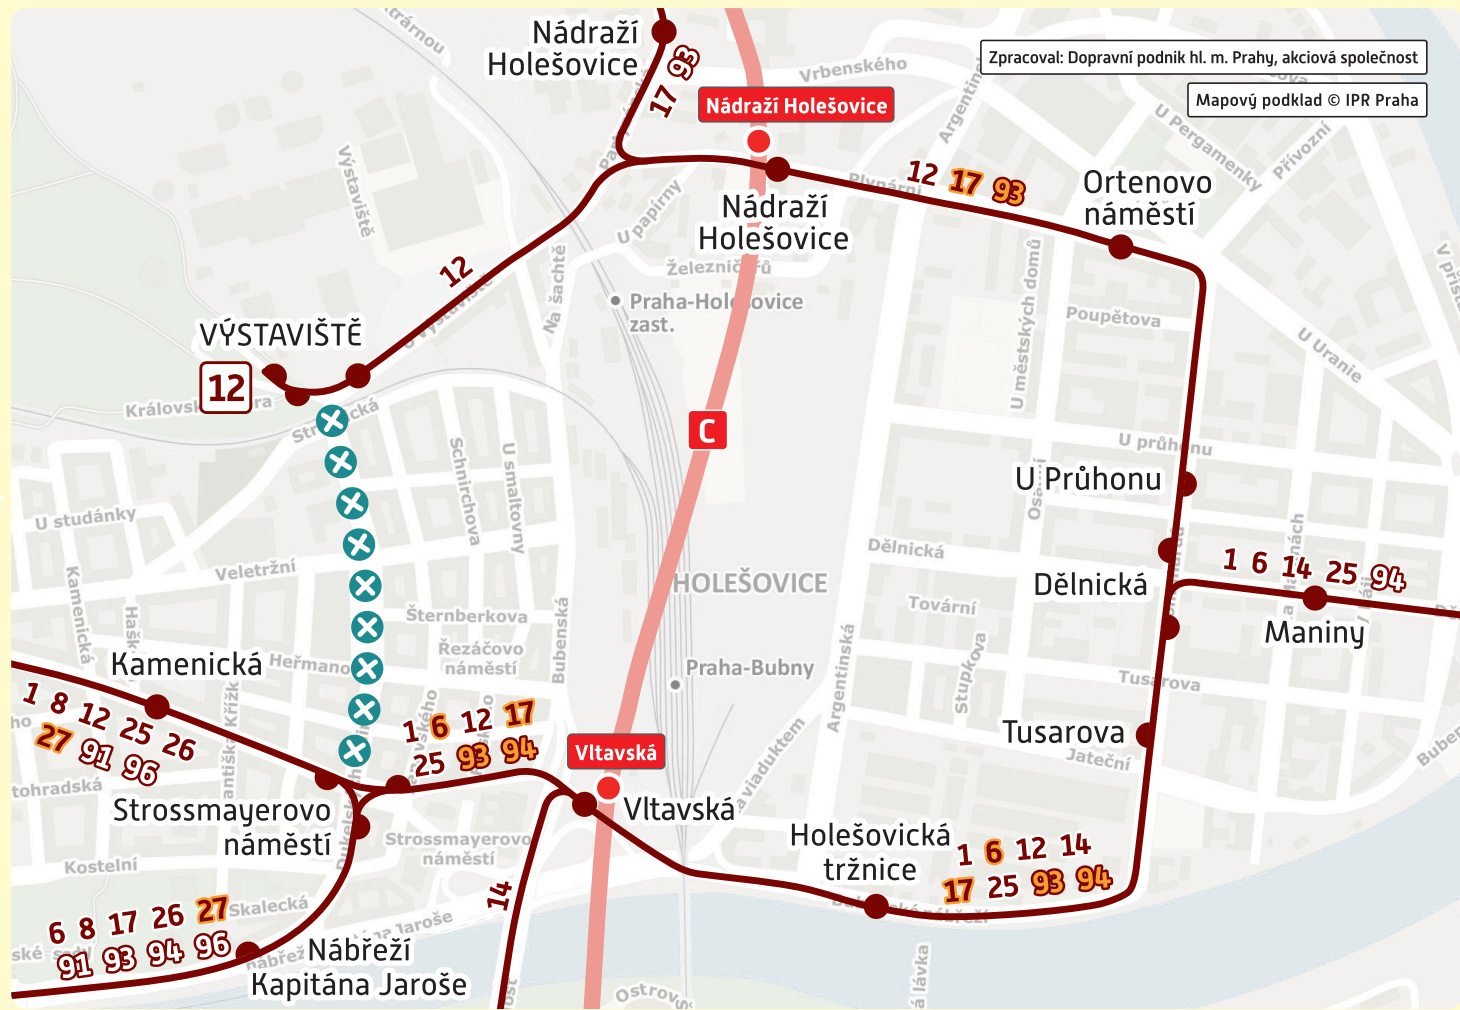 Nádraží
Holešovice
17 93
Zpracoval: Dopravní podnik hl. m. Prahy, akciová společnost
Mapový podklad © IPR Praha
Vrbenského
Argentinská
U Pergamenky
Přívozní
Nádraží Holešovice
Výstaviště
Plynární
12 17 93
Ortenovo
náměstí
Nádraží
Holešovice
U papírny
Železničářů
Na šachtě
12
U Výstaviště
Praha-Holešovice
zast.
U městských domů
Poupětova
U Uranie
VÝSTAVIŠTĚ
12
C
Schnirchova
U smaltovny
U průhonu
U Průhonu
U studánky
Veletržní
Dělnická
HOLEŠOVICE
Dělnická
1 6 14 25 94
Maniny
Kamenická
Šternberkova
Řezáčovo
náměstí
Bubenská
Tovární
Stupkova
Argentinská
Kamenická
Praha-Bubny
Tusarova
1 8 12 25 26
27 91 96
1 6 12 17
25 93 94
Vltavská
Tusarova
Jateční
Vltavská
Strossmayerovo
náměstí
Strossmayerovo
náměstí
Kostelní
Holešovická
tržnice
1 6 12 14
17 25 93 94
14
Skalecká
6 8 17 26 27
91 93 94 96
Nábřeží
Kapitána Jaroše